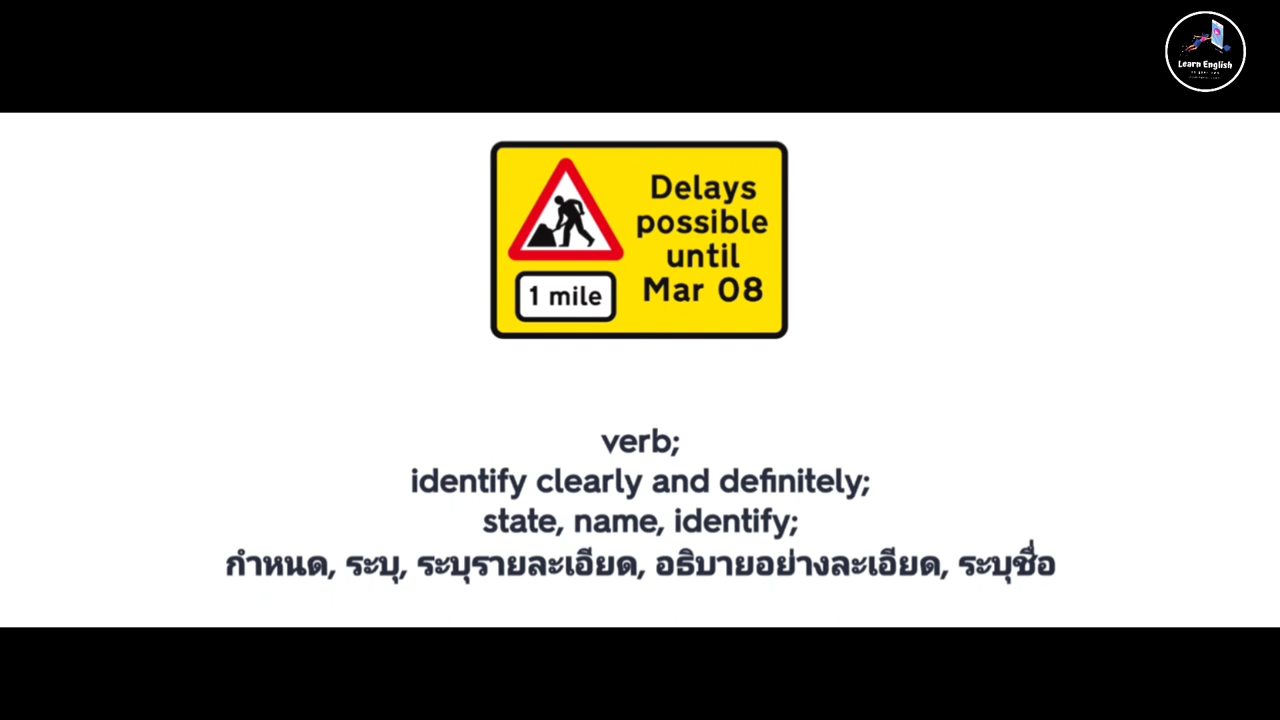 Learn English
Delays
possible
until
Mar 08
1 mile
verb;
identify clearly and definitely;
state, name, identify;
กำหนด, ระบุ, ระบุรายละเอียด, อธิบายอย่างละเอียด, ระบุชื่อ